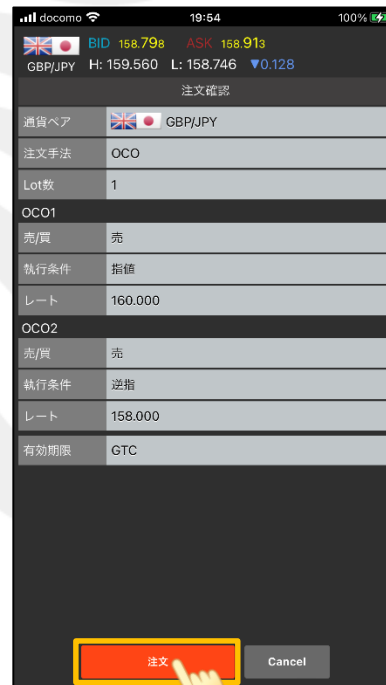 docomo 19:54 100%
BID 158.798 ASK 158.913
GBP/JPY H: 159.560 L: 158.746 ▼0.128
注文確認
通貨ペア GBP/JPY
注文手法 OCO
Lot数 1
OCO1
売/買 売
執行条件 指値
レート 160.000
OCO2
売/買 売
執行条件 逆指
レート 158.000
有効期限 GTC
注文 Cancel